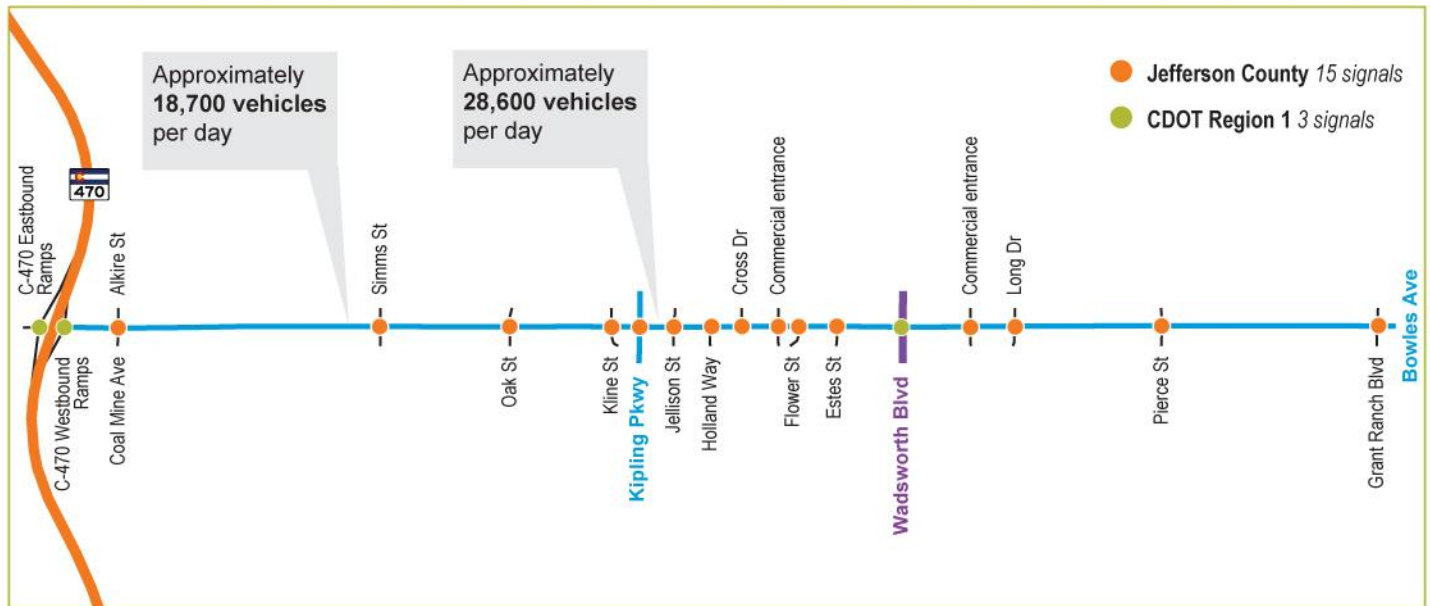 Approximately
18,700 vehicles
per day
Approximately
28,600 vehicles
per day
Jefferson County 15 signals
CDOT Region 1 3 signals
470
C-470 Eastbound
Ramps
Alkire St
Simms St
Cross Dr
Commercial entrance
Commercial entrance
Long Dr
Bowles Ave
C-470 Westbound
Ramps
Coal Mine Ave
Oak St
Kline St
Kipling Pkwy
Jellison St
Holland Way
Flower St
Estes St
Wadsworth Blvd
Pierce St
Grant Ranch Blvd